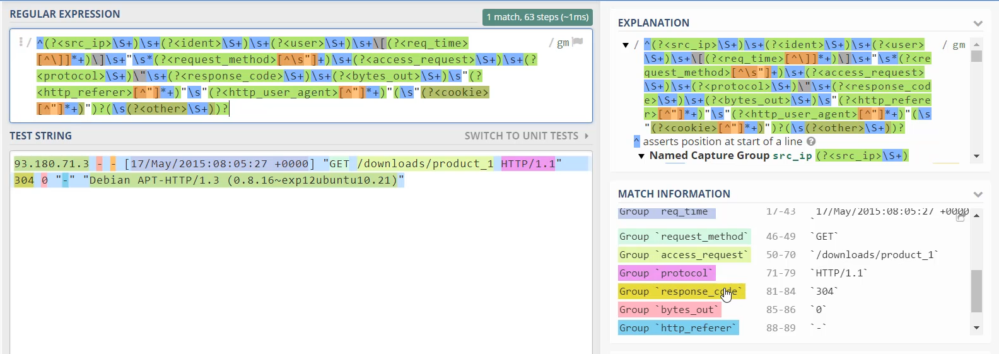 REGULAR EXPRESSION
1 match, 63 steps (~1ms)
/ ^(?<src_ip>\S+)\s+(?<ident>\S+)\s+(?<user>\S+)\s+\[(?<req_time> / gm
[^\]]*+)\]\s+"\s*(?<request_method>[^\s"]+)\s+(?<access_request>\S+)\s+(?
<protocol>\S+)\"\s+(?<response_code>\S+)\s+(?<bytes_out>\S+)\s"(?
<http_referer>[^"]*+)"\s"(?<http_user_agent>[^"]*+)"(\s"(?<cookie>
[^"]*+)")?(\s(?<other>\S+))?
TEST STRING
SWITCH TO UNIT TESTS
93.180.71.3 - - [17/May/2015:08:05:27 +0000] "GET /downloads/product_1 HTTP/1.1"
304 0 "-" "Debian APT-HTTP/1.3 (0.8.16~exp12ubuntu10.21)"
EXPLANATION
/ ^(?<src_ip>\S+)\s+(?<ident>\S+)\s+(?<user> / gm
\S+)\s+\[(?<req_time>[^\]]*+)\]\s+"\s*(?<re
quest_method>[^\s"]+)\s+(?<access_request>
\S+)\s+(?<protocol>\S+)\"\s+(?<response_cod
e>\S+)\s+(?<bytes_out>\S+)\s"(?<http_refere
r>[^"]*+)"\s"(?<http_user_agent>[^"]*+)"(\s
"(?<cookie>[^"]*+)")?(\s(?<other>\S+))?
^ asserts position at start of a line
Named Capture Group src_ip (?<src_ip>\S+)
MATCH INFORMATION
Group `req_time` 17-43 `17/May/2015:08:05:27 +0000
`
Group `request_method` 46-49 `GET`
Group `access_request` 50-70 `/downloads/product_1`
Group `protocol` 71-79 `HTTP/1.1`
Group `response_code` 81-84 `304`
Group `bytes_out` 85-86 `0`
Group `http_referer` 88-89 `-`